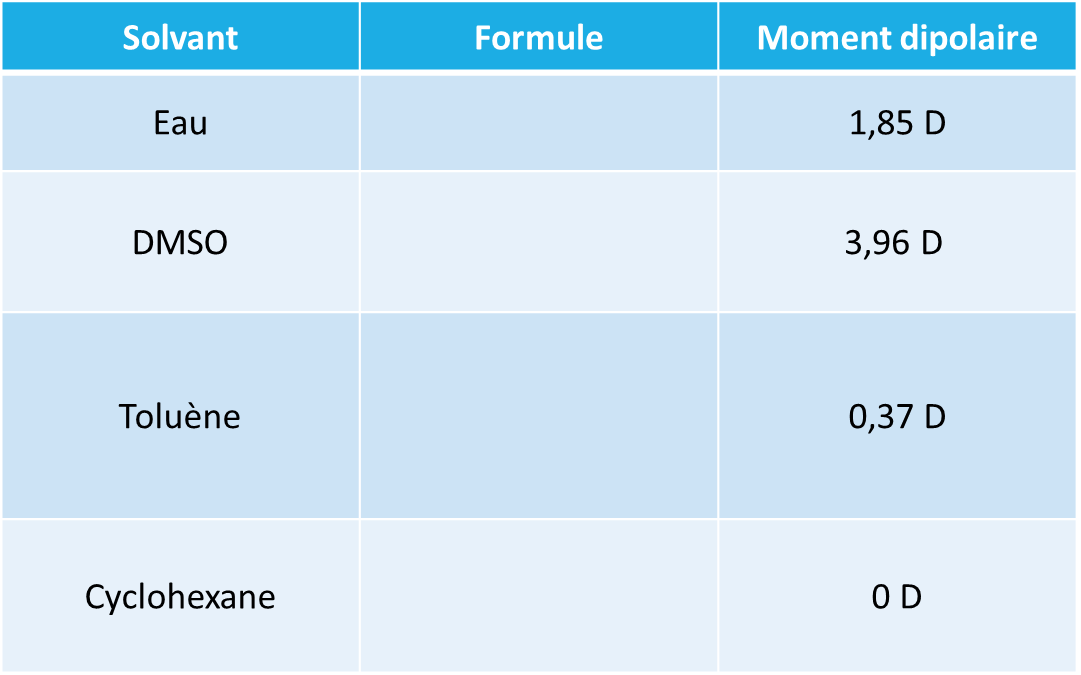 Solvant Formule Moment dipolaire
Eau 1,85 D
DMSO 3,96 D
Toluène 0,37 D
Cyclohexane 0 D